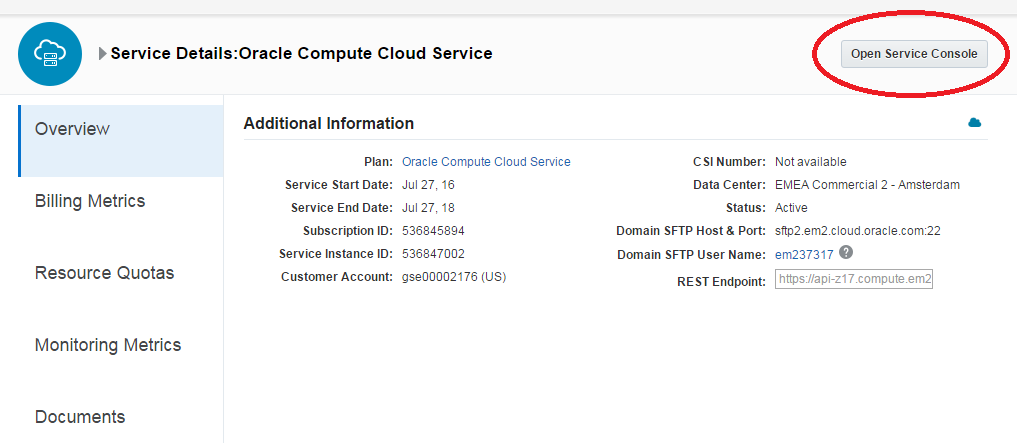 Service Details:Oracle Compute Cloud Service
Open Service Console
Overview
Billing Metrics
Resource Quotas
Monitoring Metrics
Documents
Additional Information
Plan: Oracle Compute Cloud Service
Service Start Date: Jul 27, 16
Service End Date: Jul 27, 18
Subscription ID: 536845894
Service Instance ID: 536847002
Customer Account: gse00002176 (US)
CSI Number: Not available
Data Center: EMEA Commercial 2 - Amsterdam
Status: Active
Domain SFTP Host & Port: sftp2.em2.cloud.oracle.com:22
Domain SFTP User Name: em237317 ?
REST Endpoint: https://api-z17.compute.em2